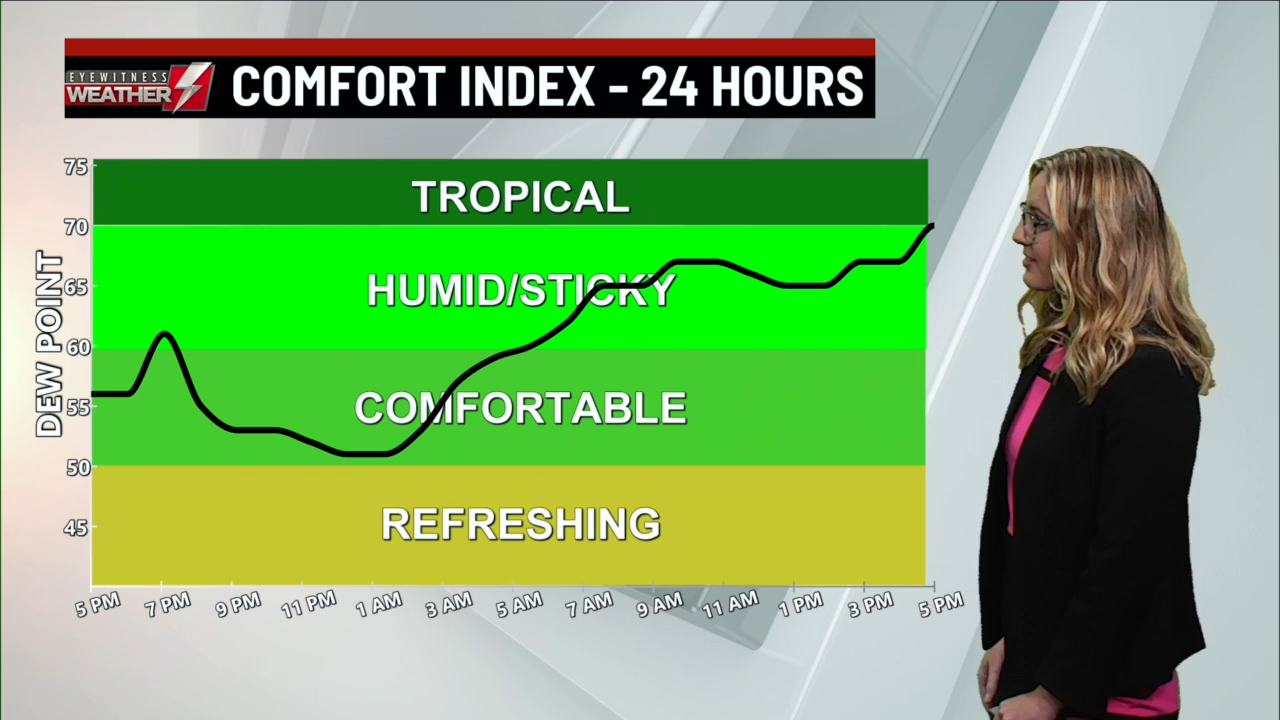 EYEWITNESS
WEATHER
COMFORT INDEX - 24 HOURS
75
TROPICAL
70
HUMID/STICKY
65
60
DEW POINT
55
COMFORTABLE
50
REFRESHING
45
5 PM 7 PM 9 PM 11 PM 1 AM 3 AM 5 AM 7 AM 9 AM 11 AM 1 PM 3 PM 5 PM